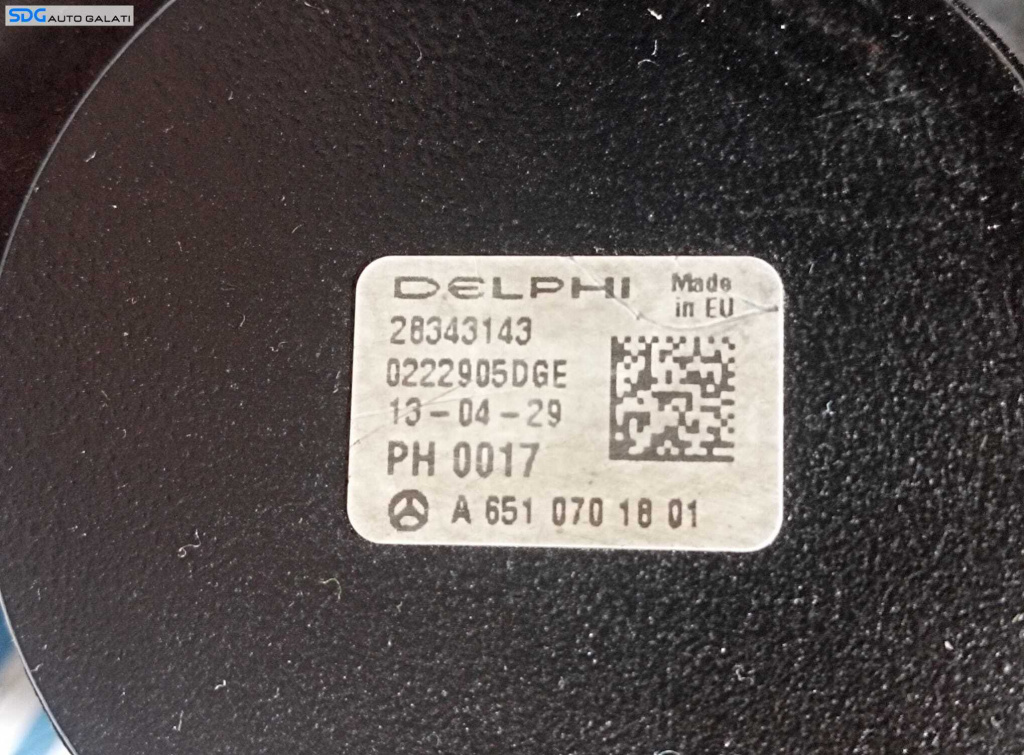 SDG AUTO GALATI
DELPHI
Made
in EU
28343143
0222905DGE
13-04-29
PH 0017
A 651 070 18 01